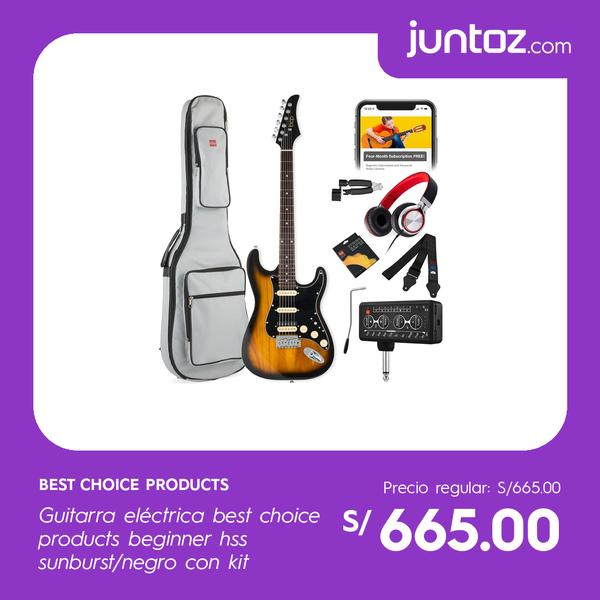 juntoz.com
Four-Month Subscription FREE!
BEST CHOICE PRODUCTS
Guitarra eléctrica best choice
products beginner hss
sunburst/negro con kit
Precio regular: S/665.00
S/ 665.00